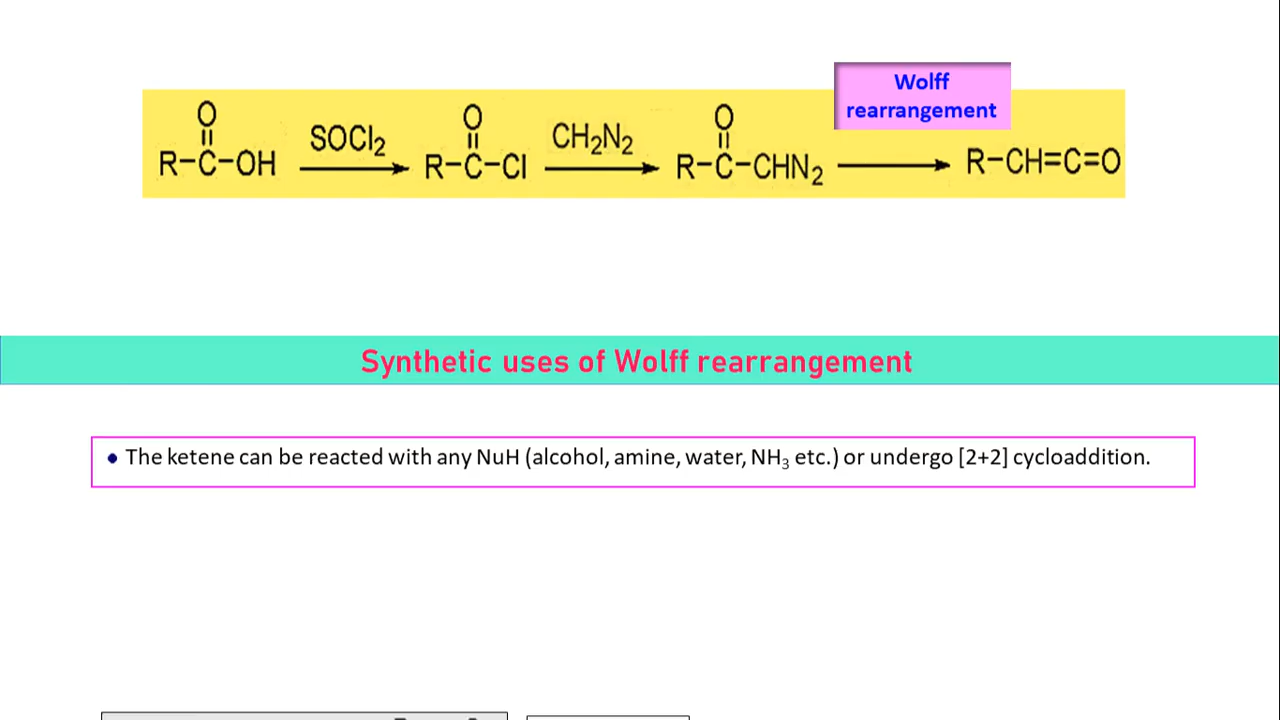 Wolff
rearrangement
O
O
O
R–C–OH SOCl₂ R–C–Cl CH₂N₂ R–C–CHN₂ R–CH=C=O
Synthetic uses of Wolff rearrangement
• The ketene can be reacted with any NuH (alcohol, amine, water, NH₃ etc.) or undergo [2+2] cycloaddition.